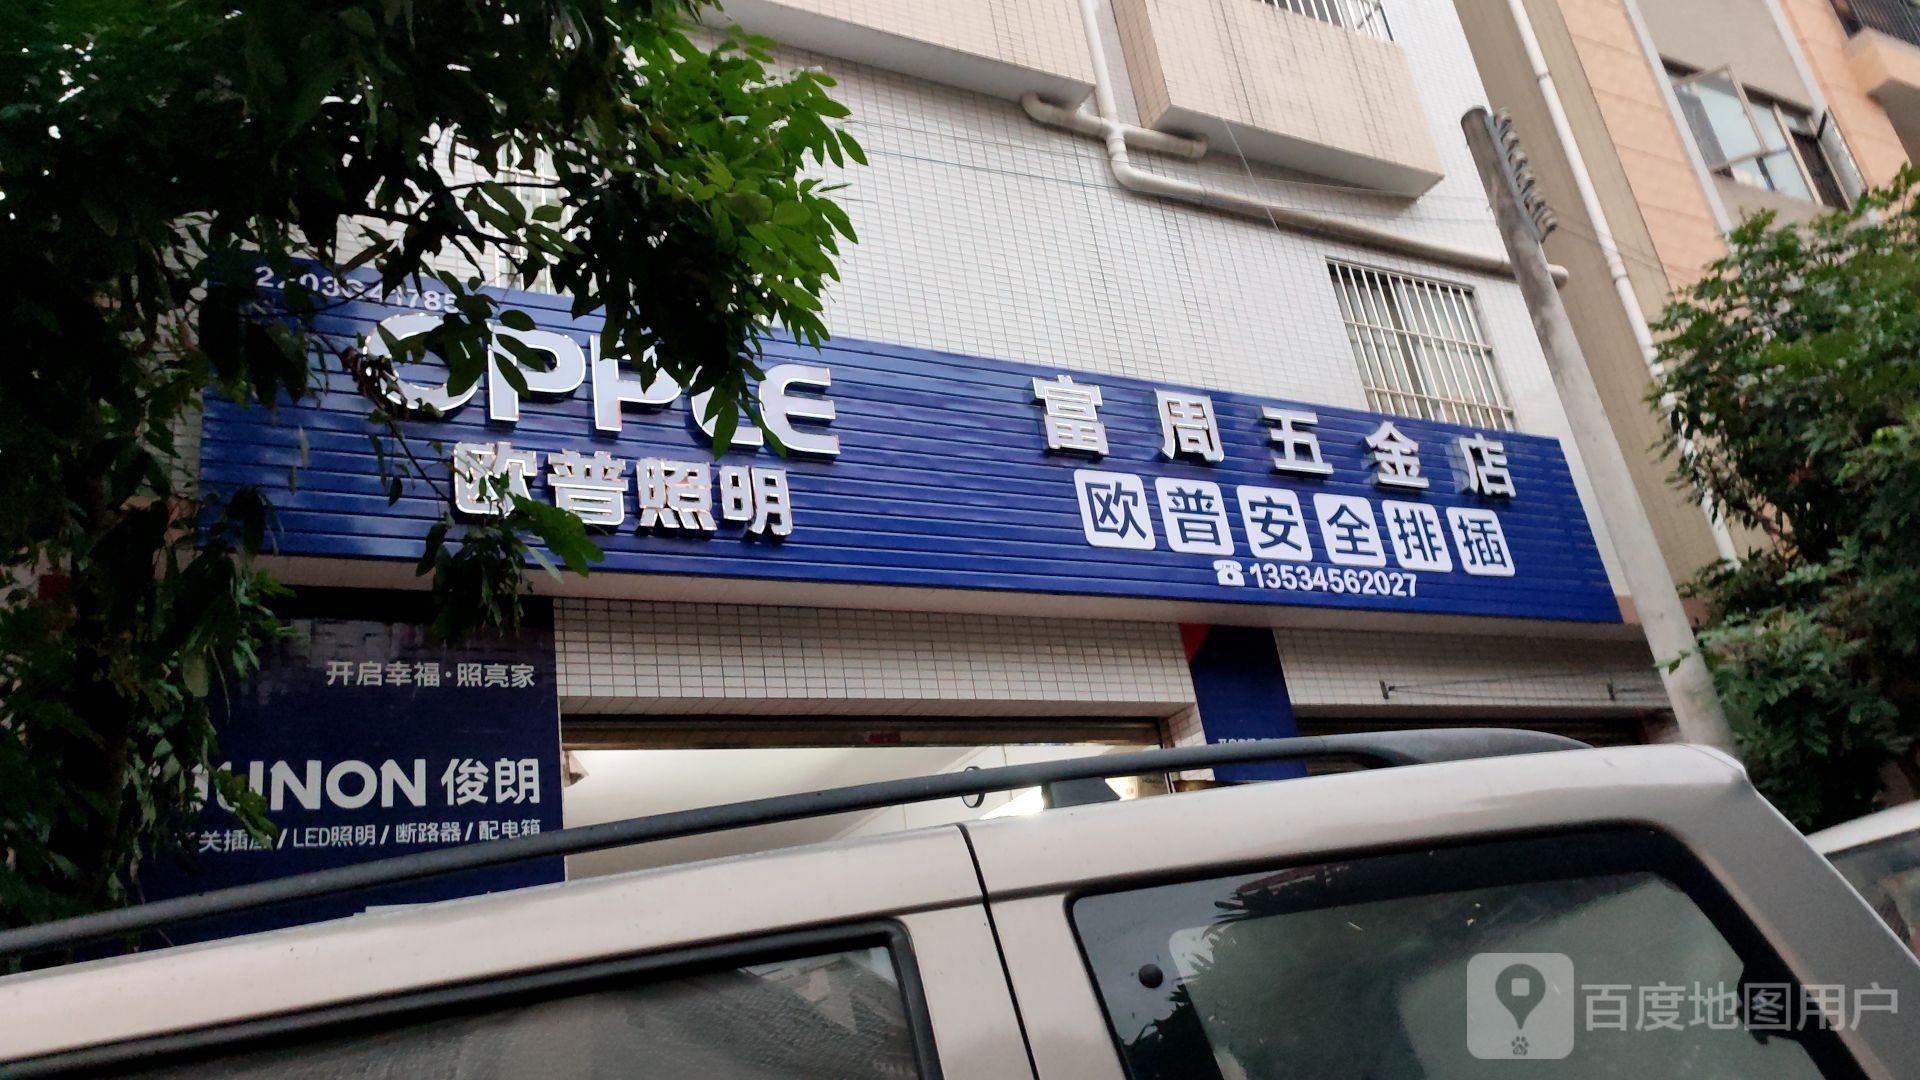 OPPLE
欧普照明
富周五金店
欧普安全排插
☎13534562027
开启幸福·照亮家
JUNON 俊朗
关插座/LED照明/断路器/配电箱
百度地图用户